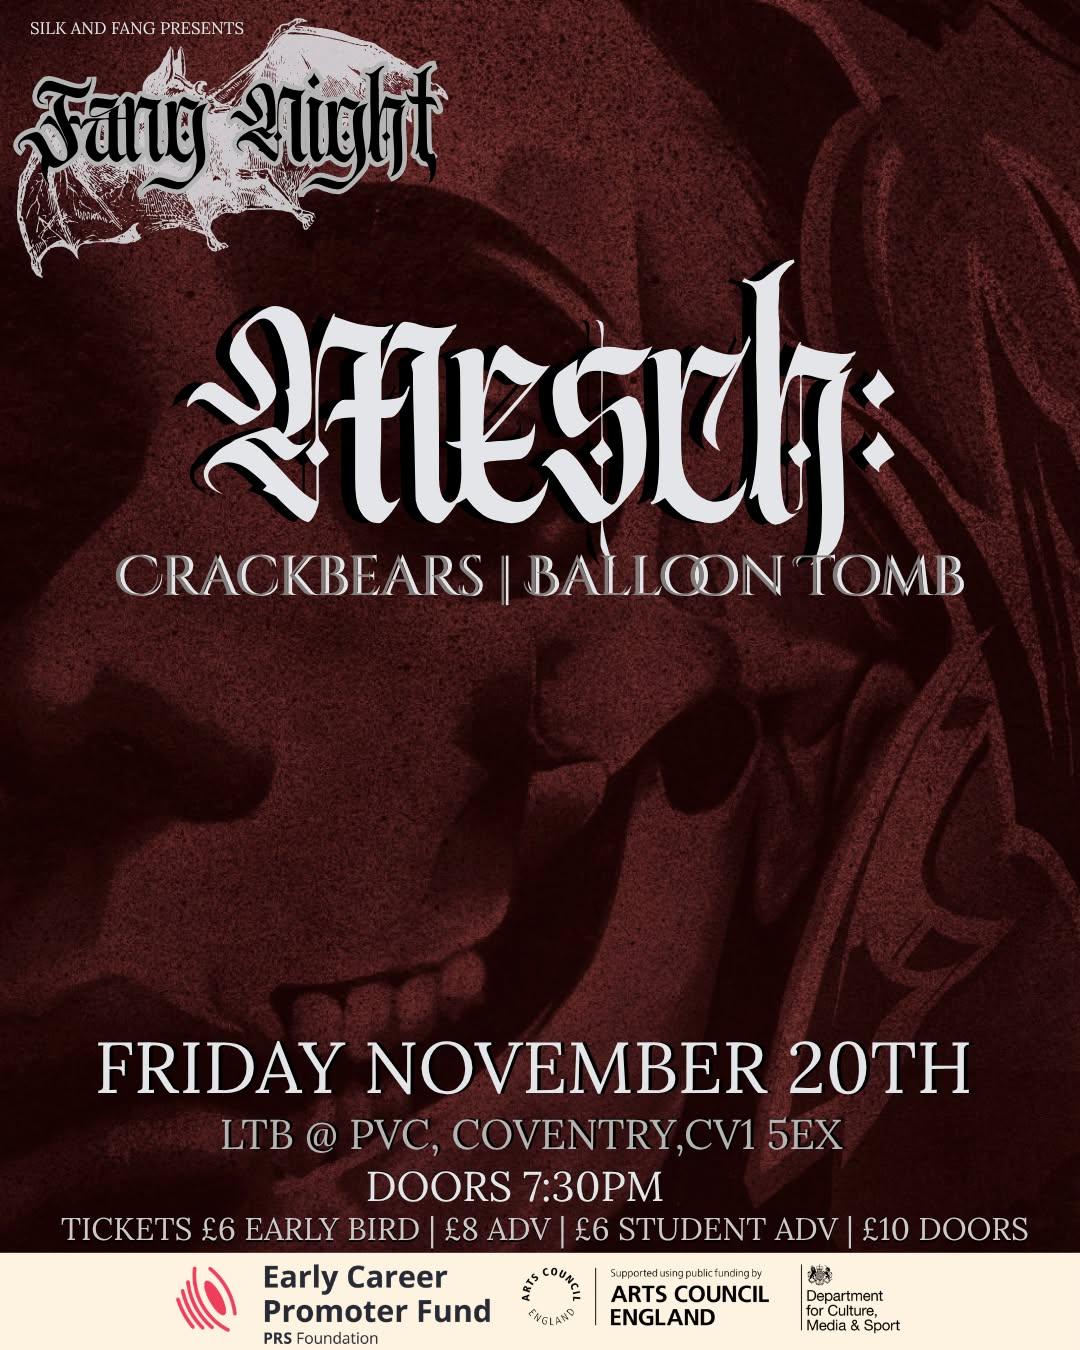 SILK AND FANG PRESENTS
Fang Night
Mesch:
CRACKBEARS | BALLOON TOMB
FRIDAY NOVEMBER 20TH
LTB @ PVC, COVENTRY,CV1 5EX
DOORS 7:30PM
TICKETS £6 EARLY BIRD | £8 ADV | £6 STUDENT ADV | £10 DOORS
Early Career
Promoter Fund
PRS Foundation
ARTS COUNCIL
ENGLAND
Supported using public funding by
ARTS COUNCIL
ENGLAND
Department
for Culture,
Media & Sport